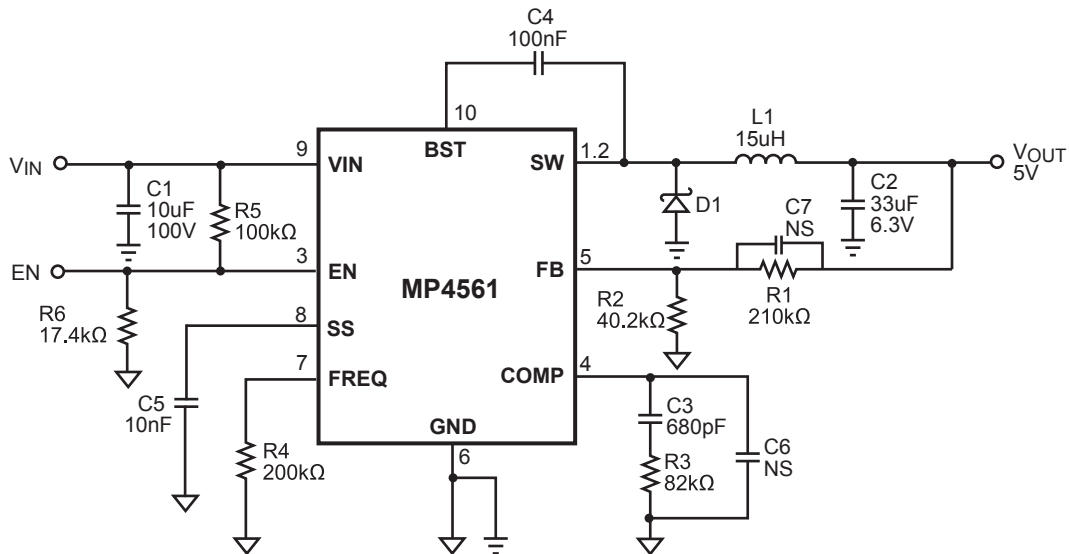 C4
100nF
10
L1
15uH
9
VIN
BST
SW
1.2
VIN
VOUT
5V
C1
10uF
100V
R5
100kΩ
D1
C7
NS
C2
33uF
6.3V
EN
3
EN
MP4561
FB
5
R1
210kΩ
R6
17.4kΩ
8
SS
R2
40.2kΩ
7
FREQ
COMP
4
C5
10nF
R4
200kΩ
GND
6
C3
680pF
R3
82kΩ
C6
NS